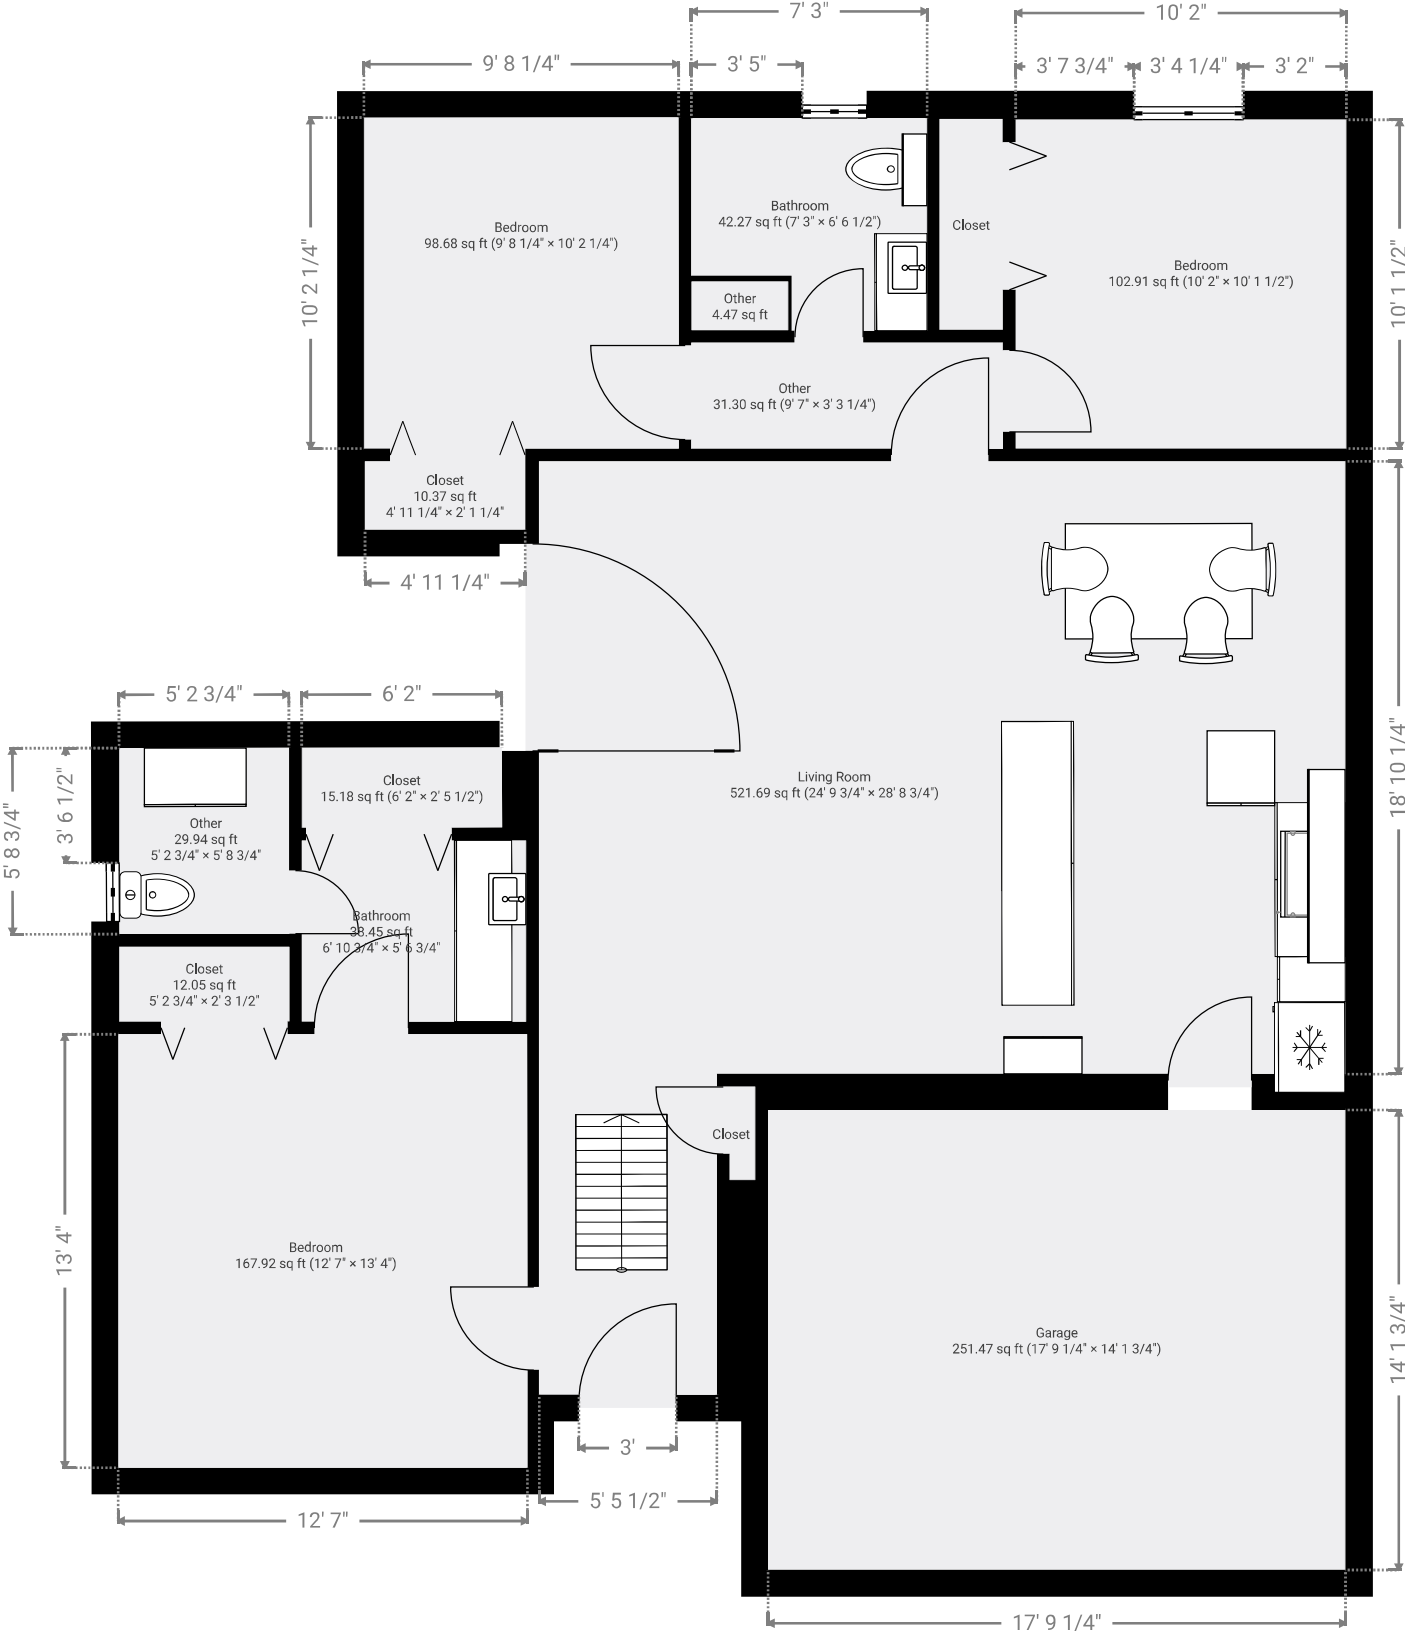 7' 3"
10' 2"
9' 8 1/4"
3' 5"
3' 7 3/4"
3' 4 1/4"
3' 2"
10' 2 1/4"
Bedroom
98.68 sq ft (9' 8 1/4" × 10' 2 1/4")
Bathroom
42.27 sq ft (7' 3" × 6' 6 1/2")
Closet
Bedroom
102.91 sq ft (10' 2" × 10' 1 1/2")
10' 1 1/2"
Other
4.47 sq ft
Other
31.30 sq ft (9' 7" × 3' 3 1/4")
Closet
10.37 sq ft
4' 11 1/4" × 2' 1 1/4"
4' 11 1/4"
5' 2 3/4"
6' 2"
5' 8 3/4"
3' 6 1/2"
Closet
15.18 sq ft (6' 2" × 2' 5 1/2")
Living Room
521.69 sq ft (24' 9 3/4" × 28' 8 3/4")
18' 10 1/4"
Other
29.94 sq ft
5' 2 3/4" × 5' 8 3/4"
Bathroom
38.45 sq ft
6' 10 3/4" × 5' 6 3/4"
Closet
12.05 sq ft
5' 2 3/4" × 2' 3 1/2"
Closet
13' 4"
Bedroom
167.92 sq ft (12' 7" × 13' 4")
Garage
251.47 sq ft (17' 9 1/4" × 14' 1 3/4")
14' 1 3/4"
3'
5' 5 1/2"
12' 7"
17' 9 1/4"